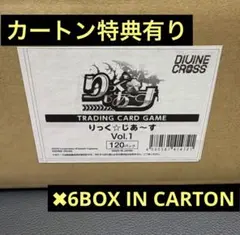 カートン特典有り
DIVINE
CROSS
TRADING CARD GAME
りっく☆じあ〜す
Vol.1
120パック
✖6BOX IN CARTON